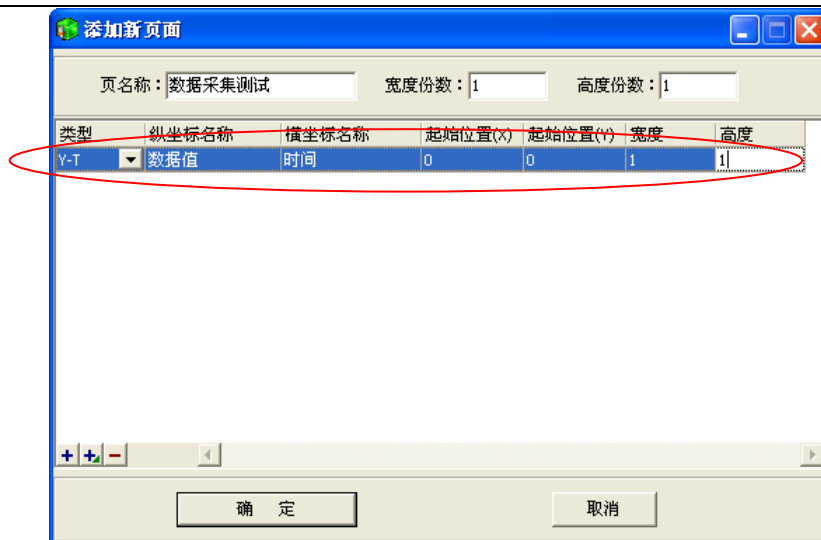 添加新页面
页名称：数据采集测试 宽度份数：1 高度份数：1
类型 纵坐标名称 横坐标名称 起始位置(X) 起始位置(Y) 宽度 高度
Y-T 数据值 时间 0 0 1 1
确 定 取消